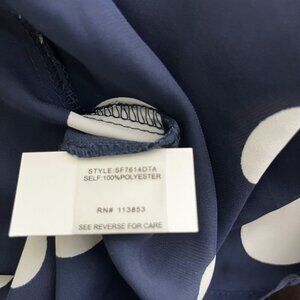 STYLE: SF7614DTA
SELF:100%POLYESTER
RN# 113853
SEE REVERSE FOR CARE